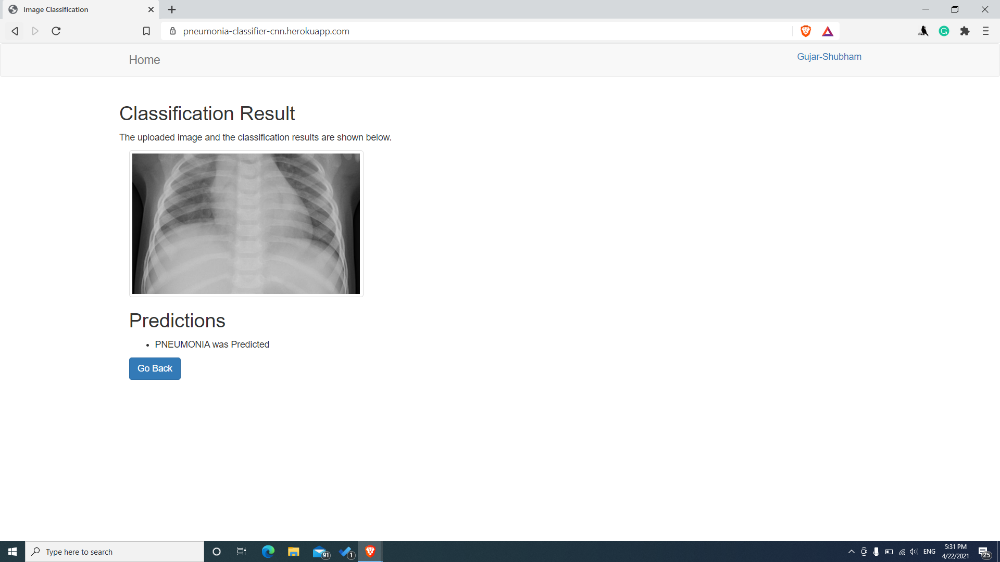 Image Classification
pneumonia-classifier-cnn.herokuapp.com
Home
Gujar-Shubham
Classification Result
The uploaded image and the classification results are shown below.
Predictions
• PNEUMONIA was Predicted
Go Back
Type here to search
91
1
ENG
5:31 PM
4/22/2021
25